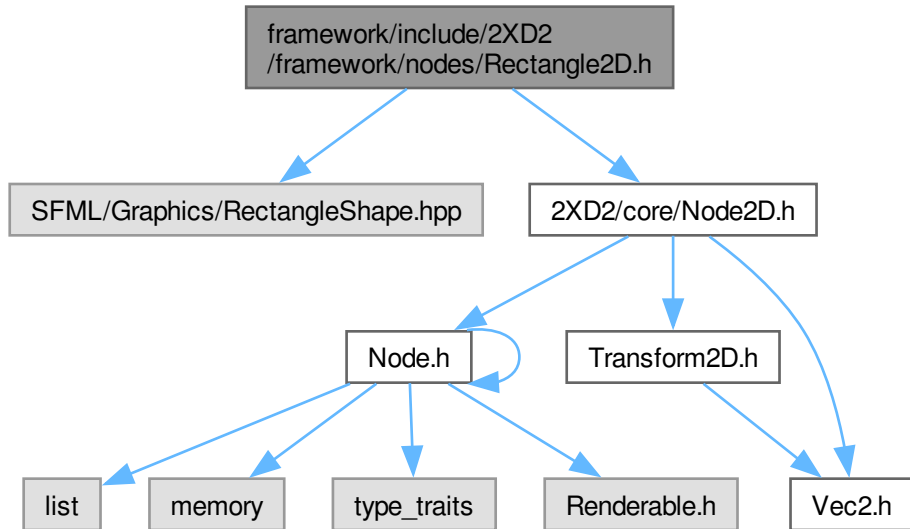 framework/include/2XD2
/framework/nodes/Rectangle2D.h
SFML/Graphics/RectangleShape.hpp
2XD2/core/Node2D.h
Node.h
Transform2D.h
list
memory
type_traits
Renderable.h
Vec2.h